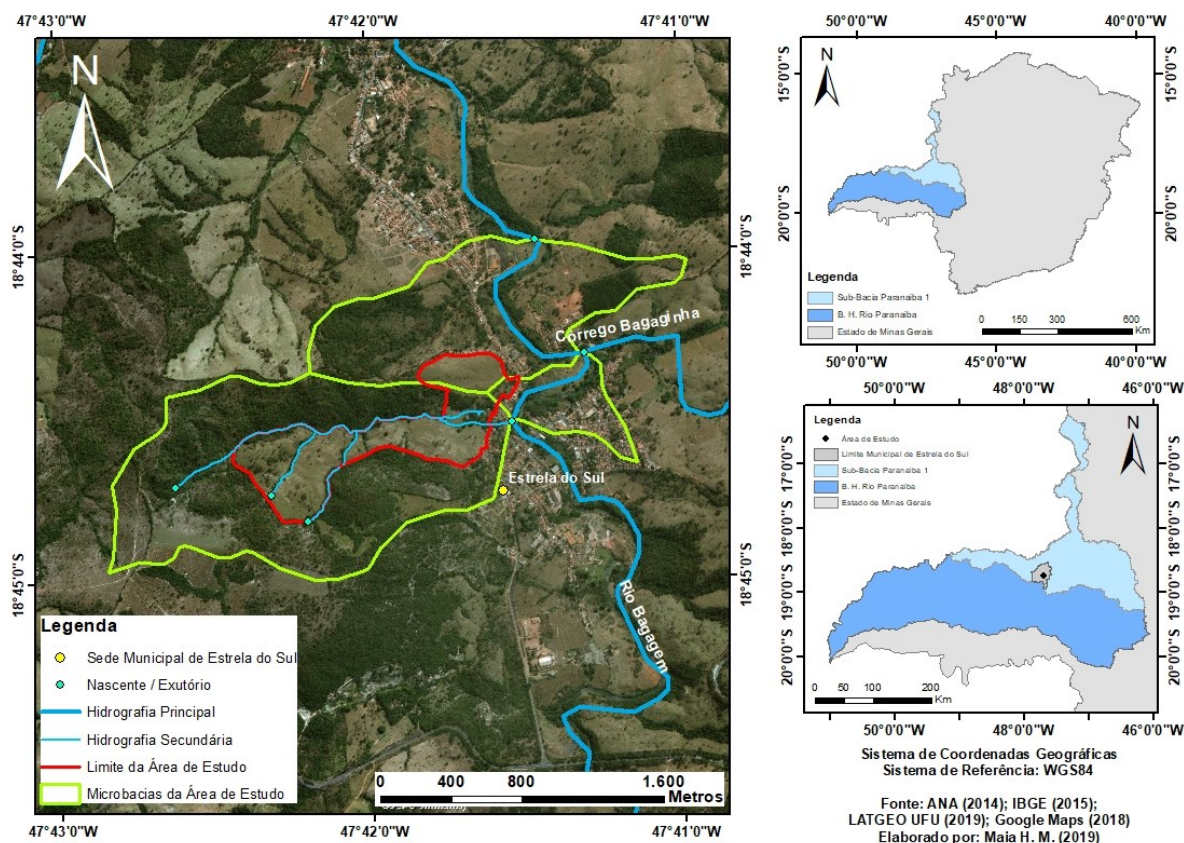 47°43'0"W
47°42'0"W
47°41'0"W
N
18°44'0"S
18°44'0"S
Corrego Bagaginha
Estrela do Sul
Rio Bagagem
18°45'0"S
18°45'0"S
Legenda
Sede Municipal de Estrela do Sul
Nascente / Exutório
Hidrografia Principal
Hidrografia Secundária
Limite da Área de Estudo
Microbacias da Área de Estudo
0 400 800 1.600
Metros
47°43'0"W
47°42'0"W
47°41'0"W
50°0'0"W
45°0'0"W
40°0'0"W
N
15°0'0"S
15°0'0"S
20°0'0"S
20°0'0"S
Legenda
Sub-Bacia Paranaíba 1
B. H. Rio Paranaíba
Estado de Minas Gerais
0 150 300 600
Km
50°0'0"W
45°0'0"W
40°0'0"W
50°0'0"W
48°0'0"W
46°0'0"W
Legenda
N
Área de Estudo
Limite Municipal de Estrela do Sul
Sub-Bacia Paranaíba 1
B. H. Rio Paranaíba
Estado de Minas Gerais
17°0'0"S
17°0'0"S
18°0'0"S
18°0'0"S
19°0'0"S
19°0'0"S
20°0'0"S
20°0'0"S
0 50 100 200
Km
50°0'0"W
48°0'0"W
46°0'0"W
Sistema de Coordenadas Geográficas
Sistema de Referência: WGS84
Fonte: ANA (2014); IBGE (2015);
LATGEO UFU (2019); Google Maps (2018)
Elaborado por: Maia H. M. (2019)